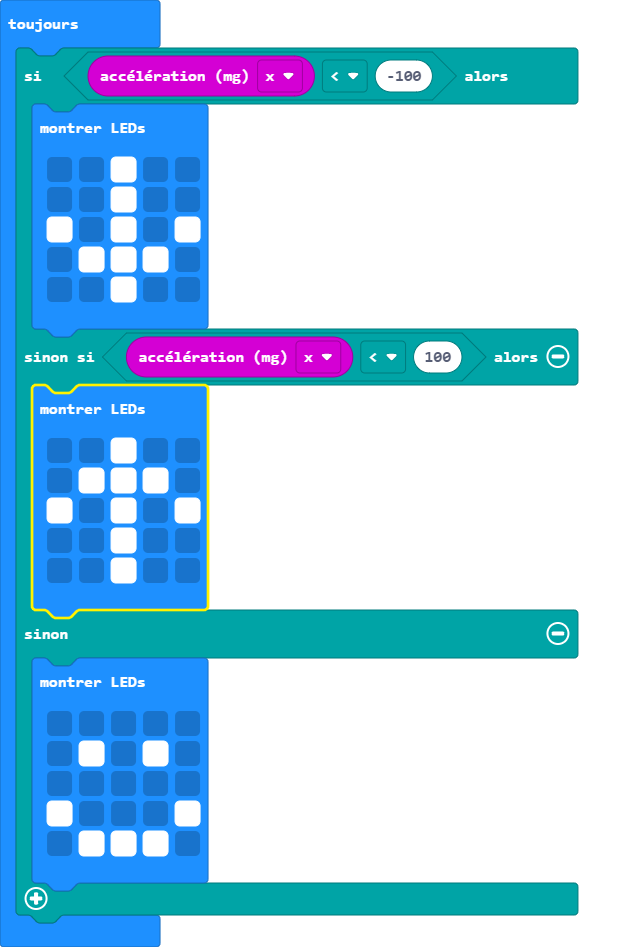 toujours
si accélération (mg) x < -100 alors
montrer LEDs
sinon si accélération (mg) x < 100 alors
montrer LEDs
sinon
montrer LEDs